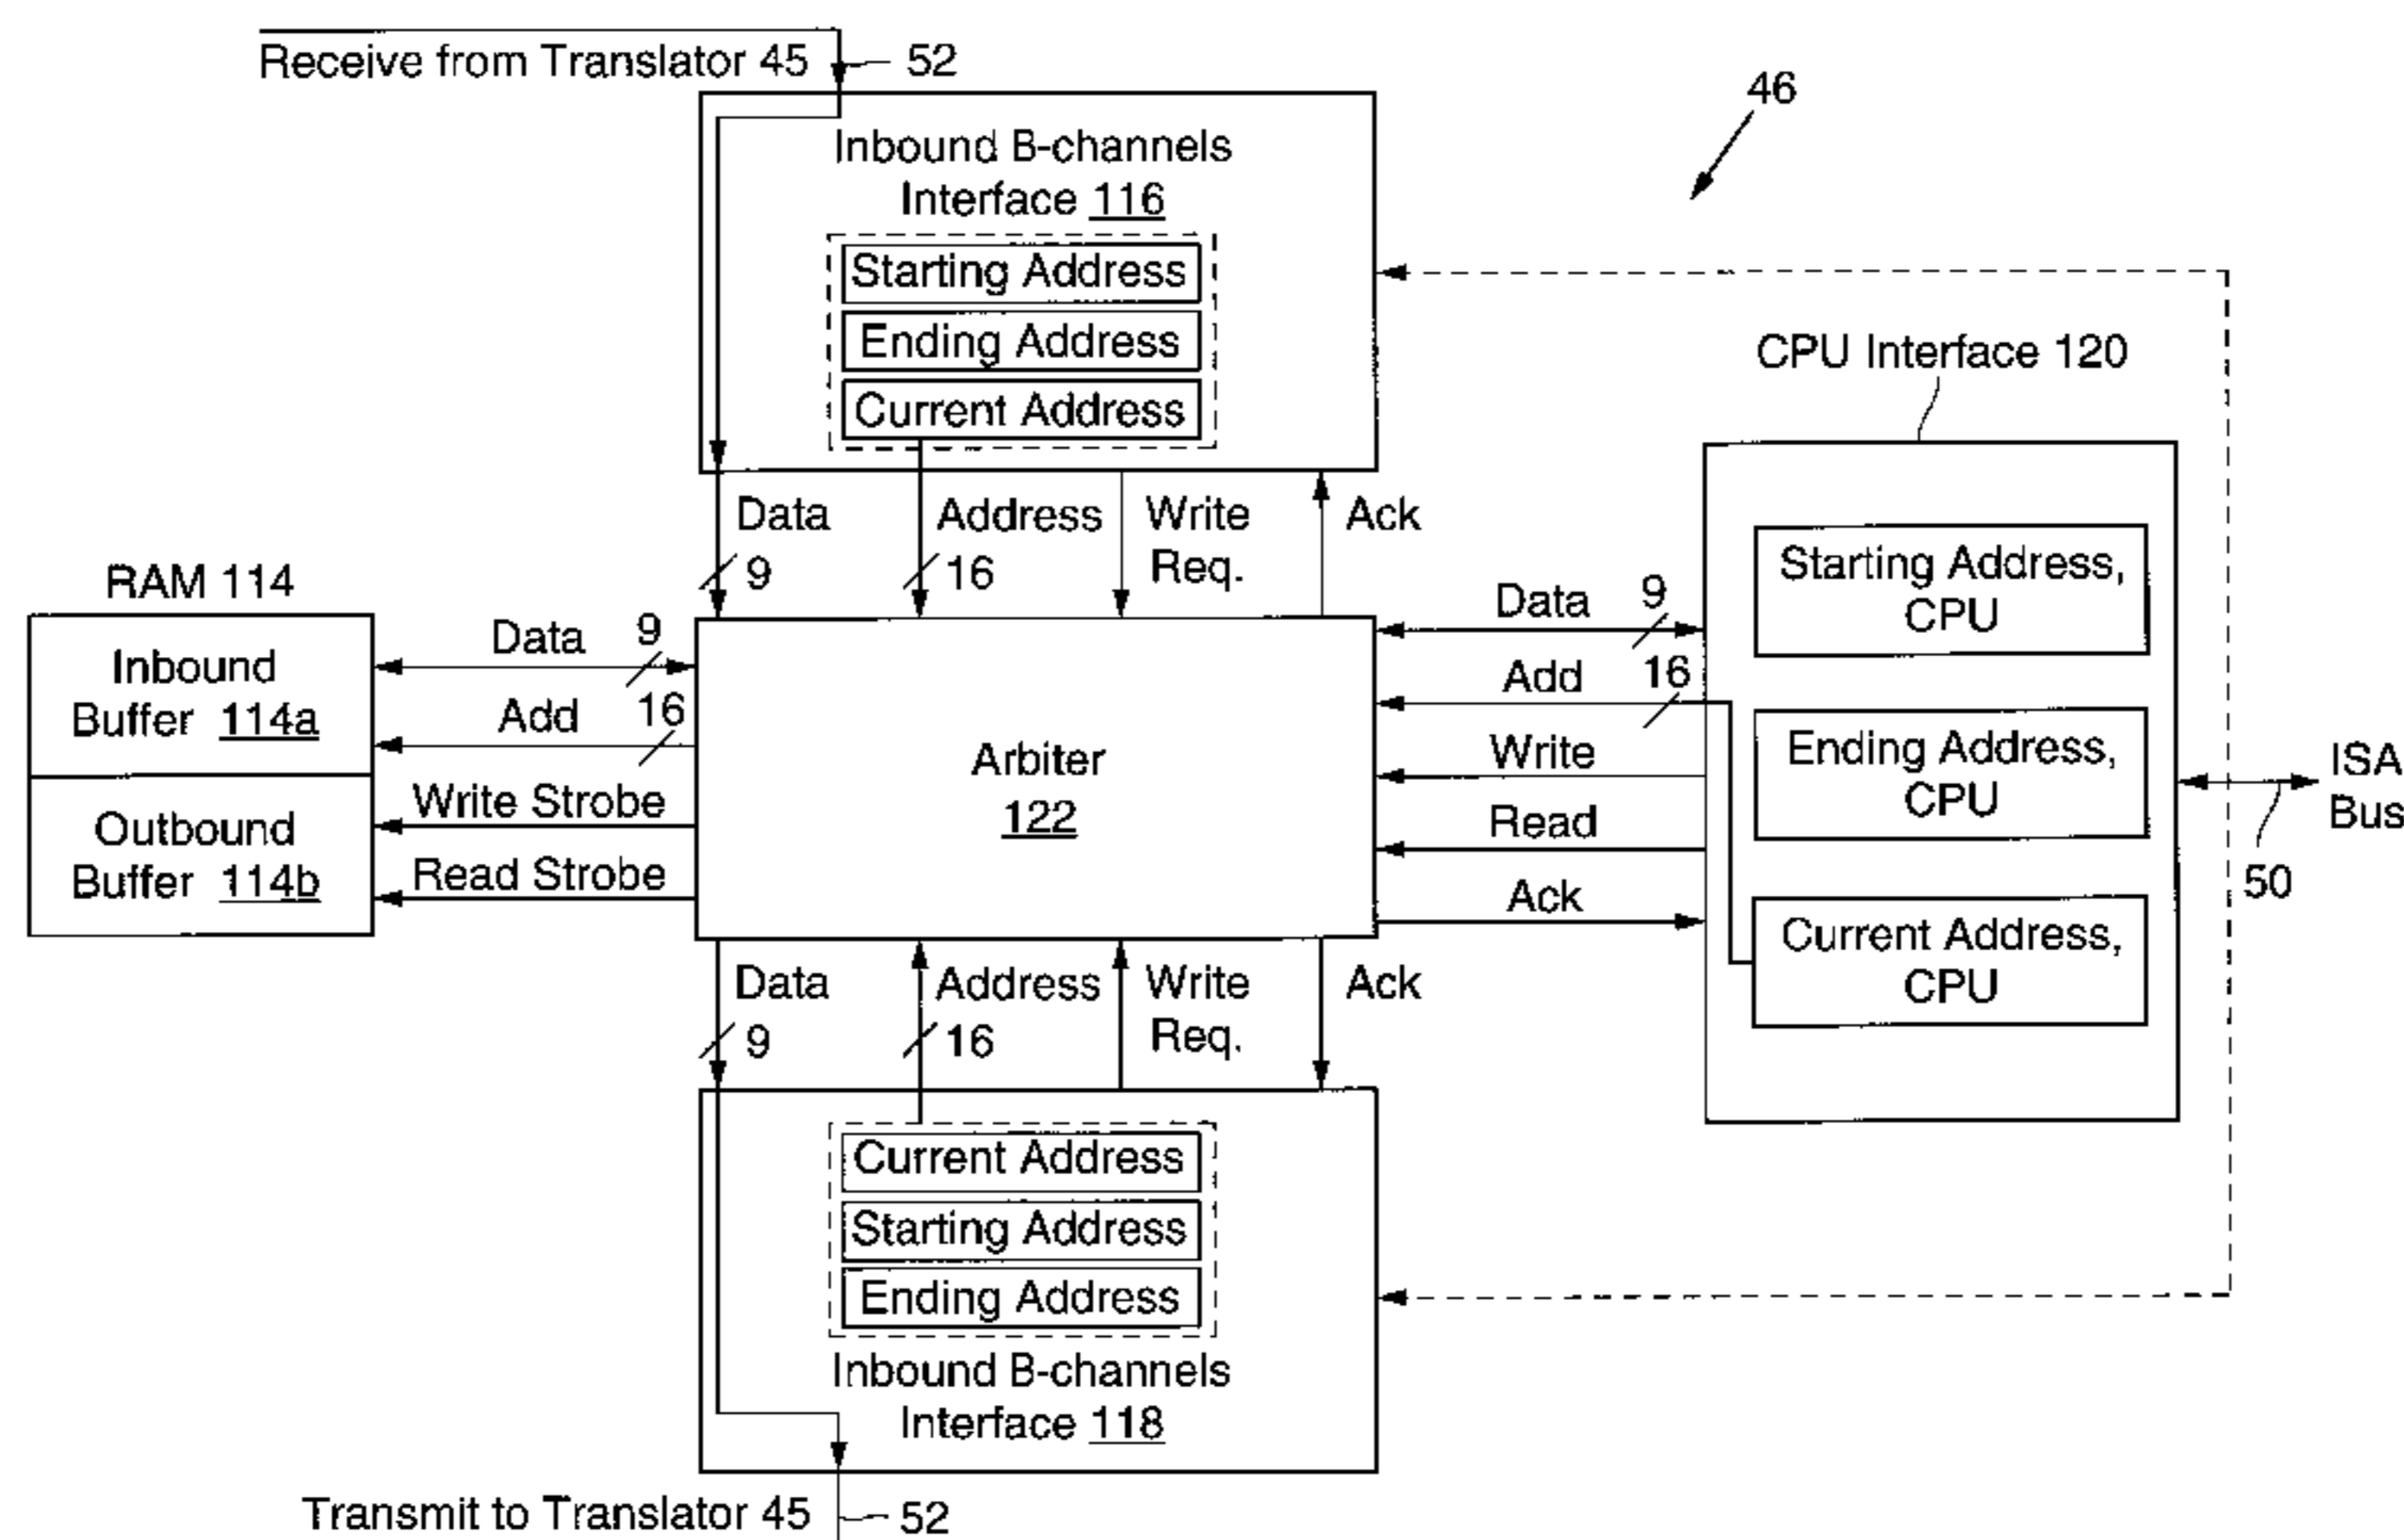 Receive from Translator 45
52
46
Inbound B-channels
Interface 116
Starting Address
Ending Address
Current Address
CPU Interface 120
Data
9
Address
16
Write
Req.
Ack
RAM 114
Inbound
Buffer 114a
Outbound
Buffer 114b
Data
9
Add
16
Write Strobe
Read Strobe
Arbiter
122
Data
9
Add
16
Write
Read
Ack
Starting Address,
CPU
Ending Address,
CPU
Current Address,
CPU
ISA
Bus
50
Data
9
Address
16
Write
Req.
Ack
Current Address
Starting Address
Ending Address
Inbound B-channels
Interface 118
Transmit to Translator 45
52